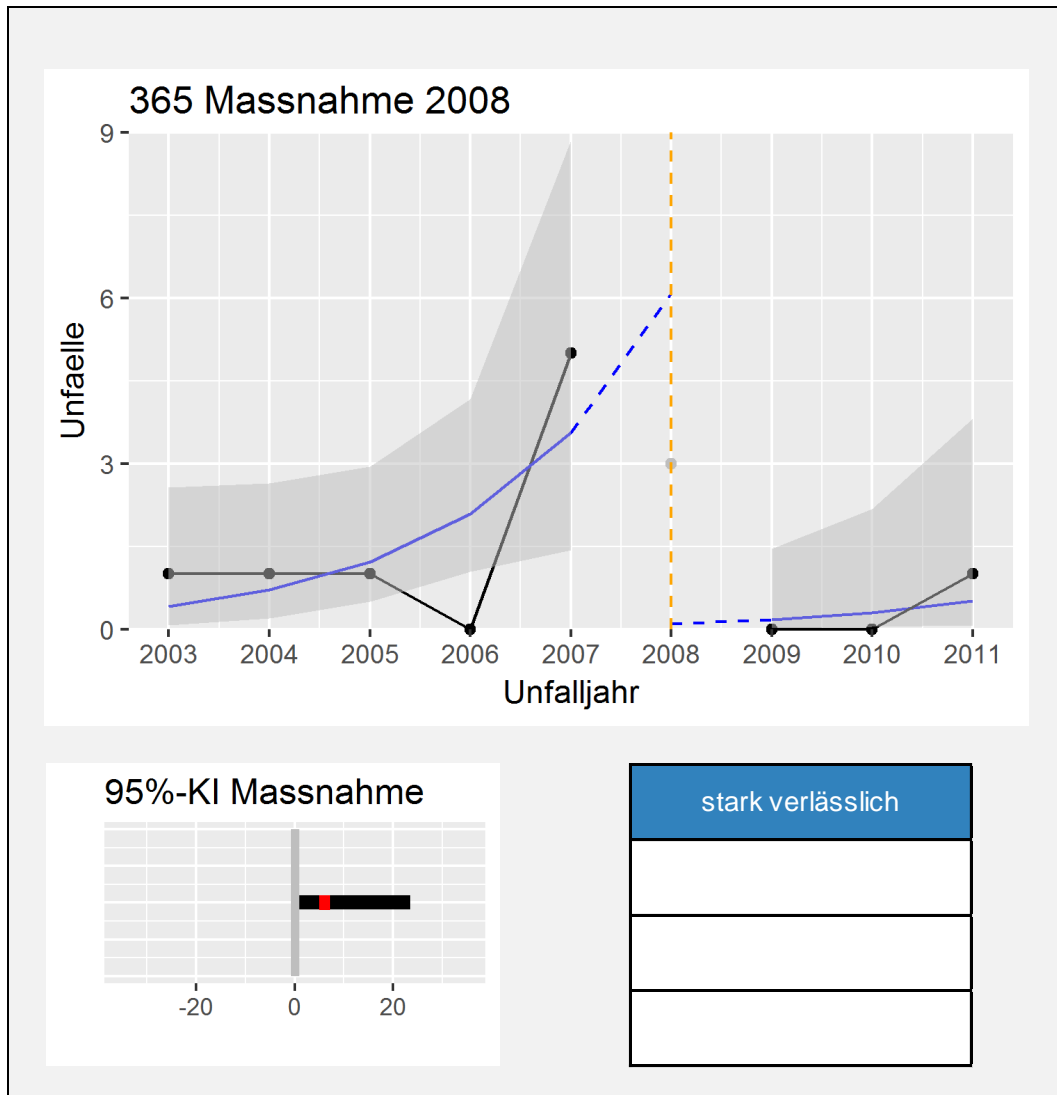 365 Massnahme 2008
9
6
3
0
Unfaelle
2003 2004 2005 2006 2007 2008 2009 2010 2011
Unfalljahr
95%-KI Massnahme
-20 0 20
stark verlässlich